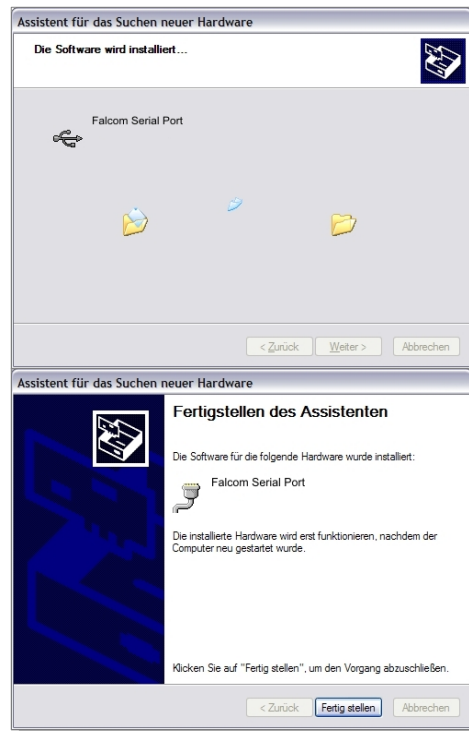 Assistent für das Suchen neuer Hardware
Die Software wird installiert...
Falcom Serial Port
< Zurück
Weiter >
Abbrechen
Assistent für das Suchen neuer Hardware
Fertigstellen des Assistenten
Die Software für die folgende Hardware wurde installiert:
Falcom Serial Port
Die installierte Hardware wird erst funktionieren, nachdem der
Computer neu gestartet wurde.
Klicken Sie auf "Fertig stellen", um den Vorgang abzuschließen.
< Zurück
Fertig stellen
Abbrechen